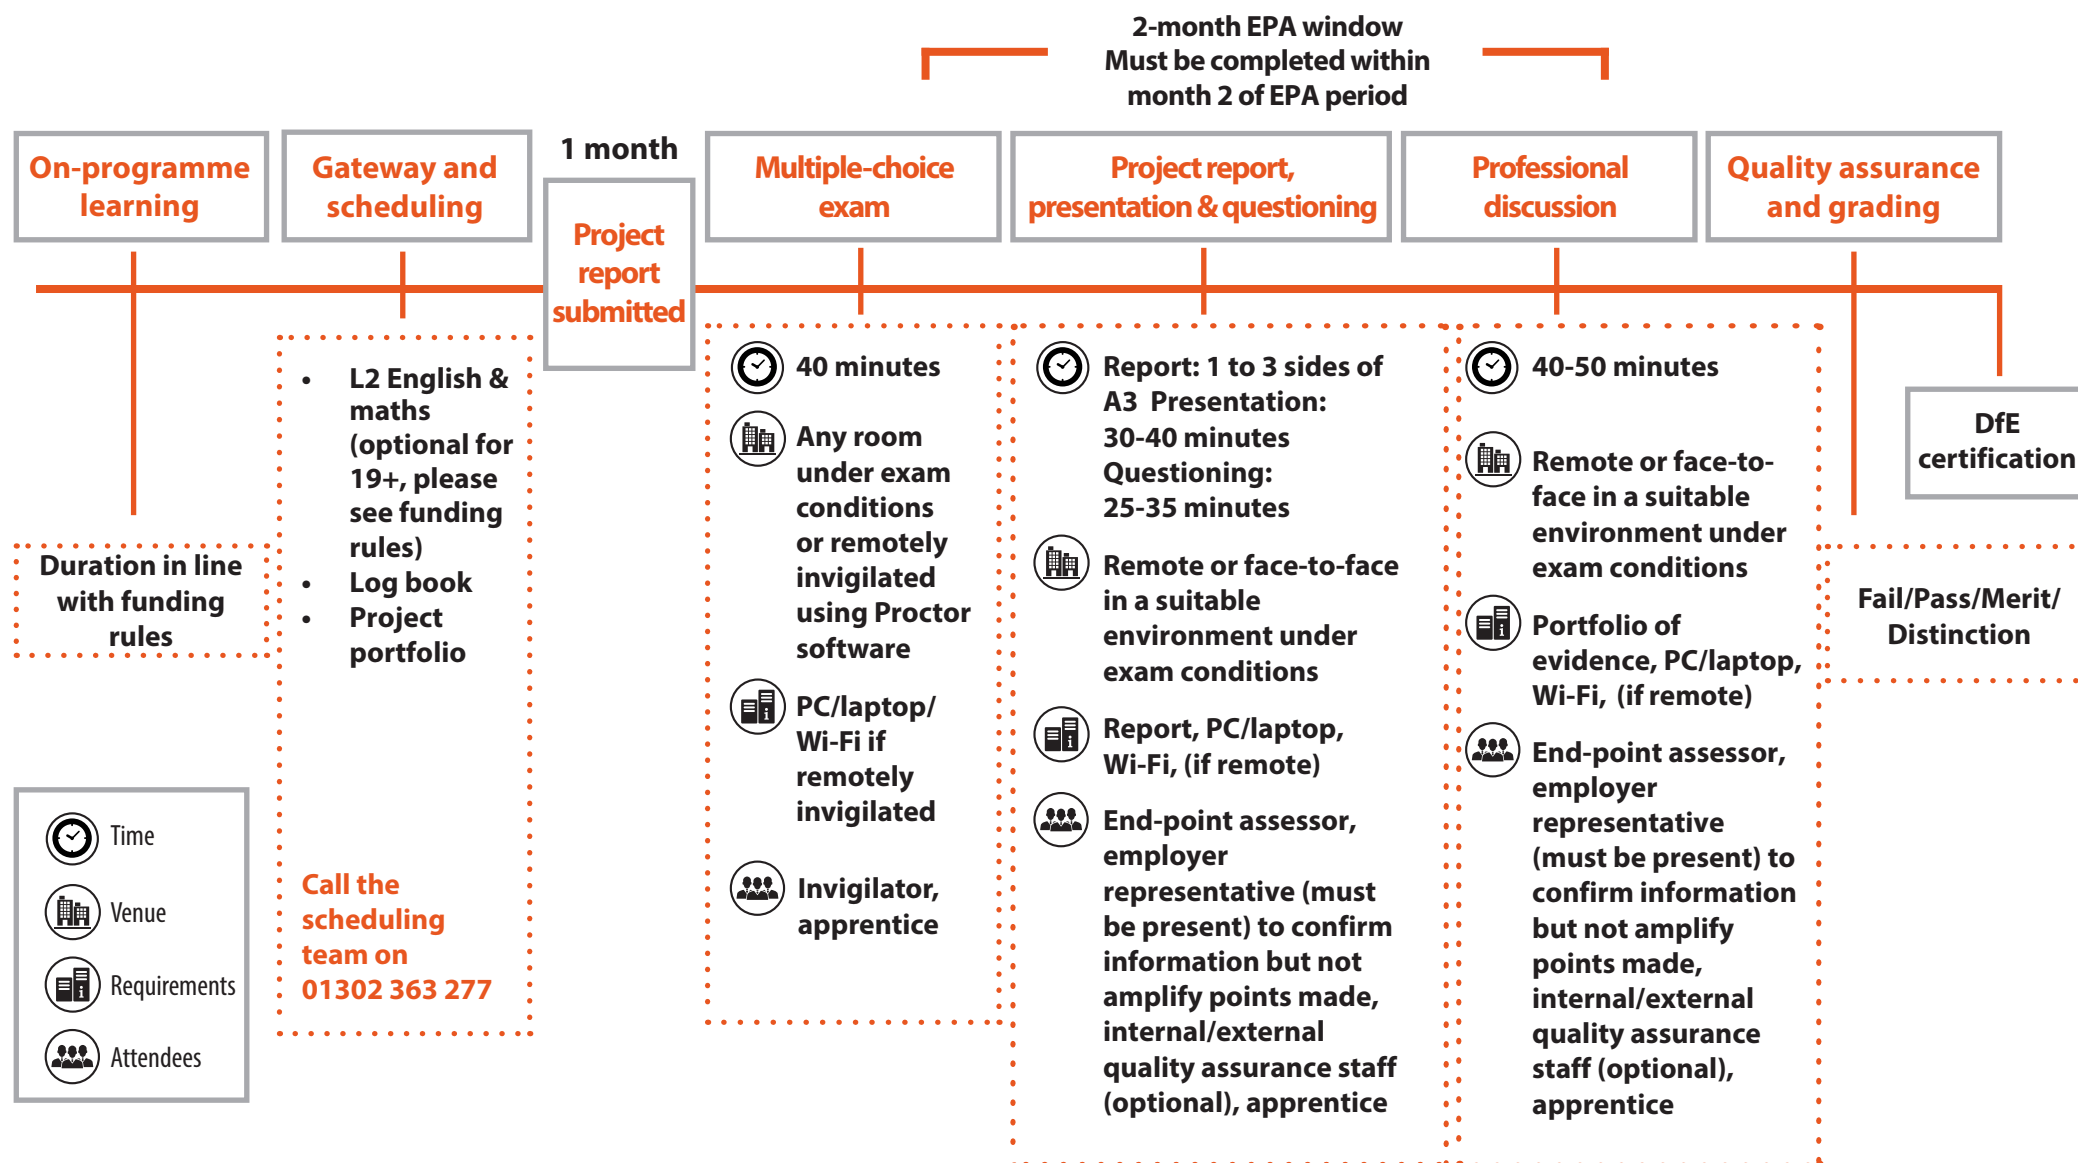 2-month EPA window
Must be completed within
month 2 of EPA period
On-programme
learning
Gateway and
scheduling
1 month
Project
report
submitted
Multiple-choice
exam
Project report,
presentation & questioning
Professional
discussion
Quality assurance
and grading
Duration in line
with funding
rules
• L2 English &
maths
(optional for
19+, please
see funding
rules)
• Log book
• Project
portfolio
Call the
scheduling
team on
01302 363 277
40 minutes
Any room
under exam
conditions
or remotely
invigilated
using Proctor
software
PC/laptop/
Wi-Fi if
remotely
invigilated
Invigilator,
apprentice
Report: 1 to 3 sides of
A3 Presentation:
30-40 minutes
Questioning:
25-35 minutes
Remote or face-to-face
in a suitable
environment under
exam conditions
Report, PC/laptop,
Wi-Fi, (if remote)
End-point assessor,
employer
representative (must
be present) to confirm
information but not
amplify points made,
internal/external
quality assurance staff
(optional), apprentice
40-50 minutes
Remote or face-to-
face in a suitable
environment under
exam conditions
Portfolio of
evidence, PC/laptop,
Wi-Fi, (if remote)
End-point assessor,
employer
representative
(must be present) to
confirm information
but not amplify
points made,
internal/external
quality assurance
staff (optional),
apprentice
Fail/Pass/Merit/
Distinction
DfE
certification
Time
Venue
Requirements
Attendees